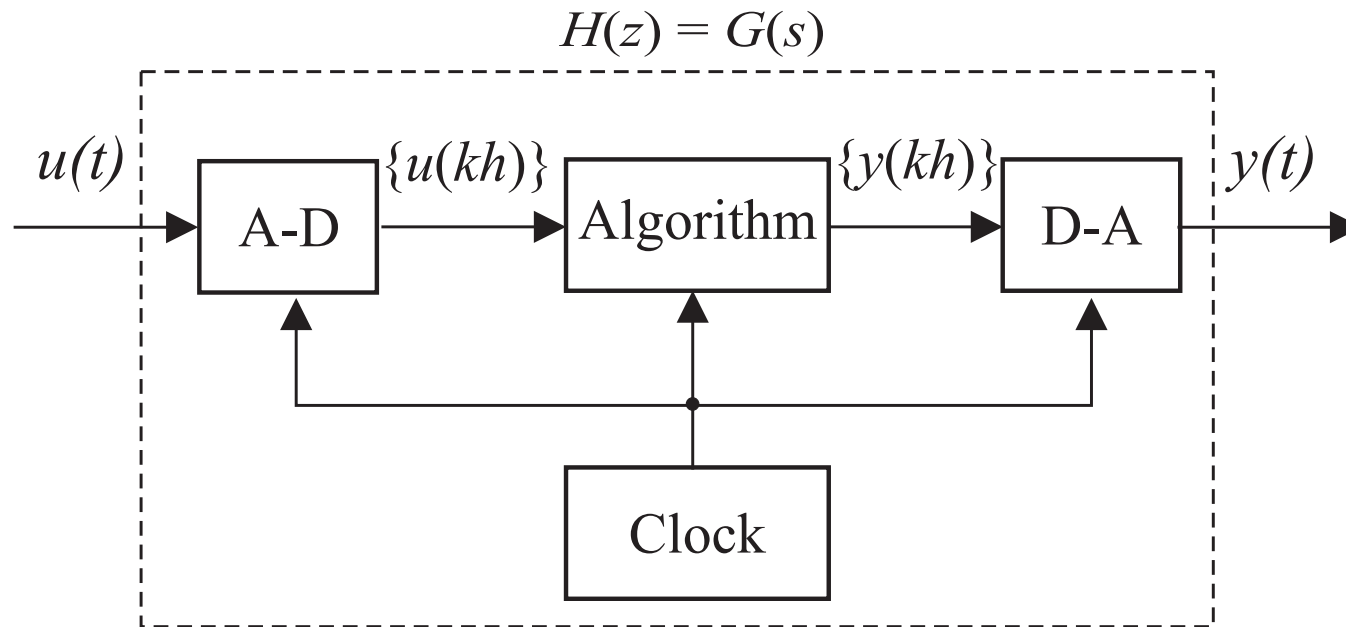 H(z) = G(s)
u(t)
{u(kh)}
{y(kh)}
y(t)
A-D
Algorithm
D-A
Clock